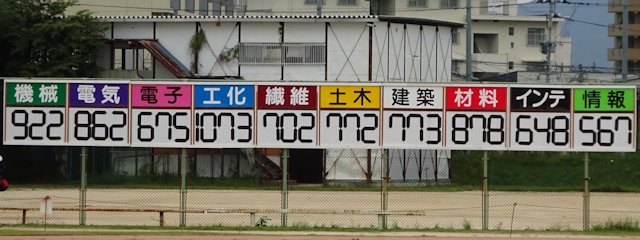 機械 電気 電子 工化 繊維 土木 建築 材料 インテ 情報
922 862 675 1073 702 772 773 878 648 567